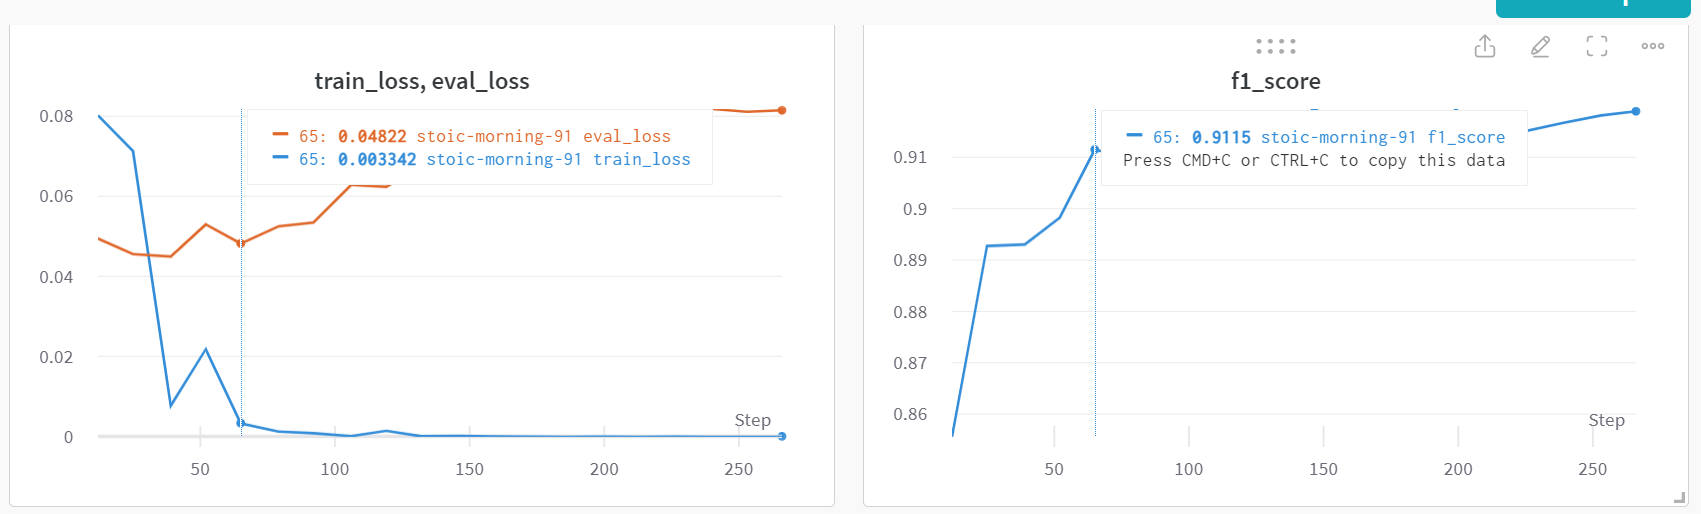 train_loss, eval_loss
0.08
0.06
0.04
0.02
0
65: 0.04822 stoic-morning-91 eval_loss
65: 0.003342 stoic-morning-91 train_loss
Step
50 100 150 200 250
f1_score
0.91
0.9
0.89
0.88
0.87
0.86
65: 0.9115 stoic-morning-91 f1_score
Press CMD+C or CTRL+C to copy this data
Step
50 100 150 200 250